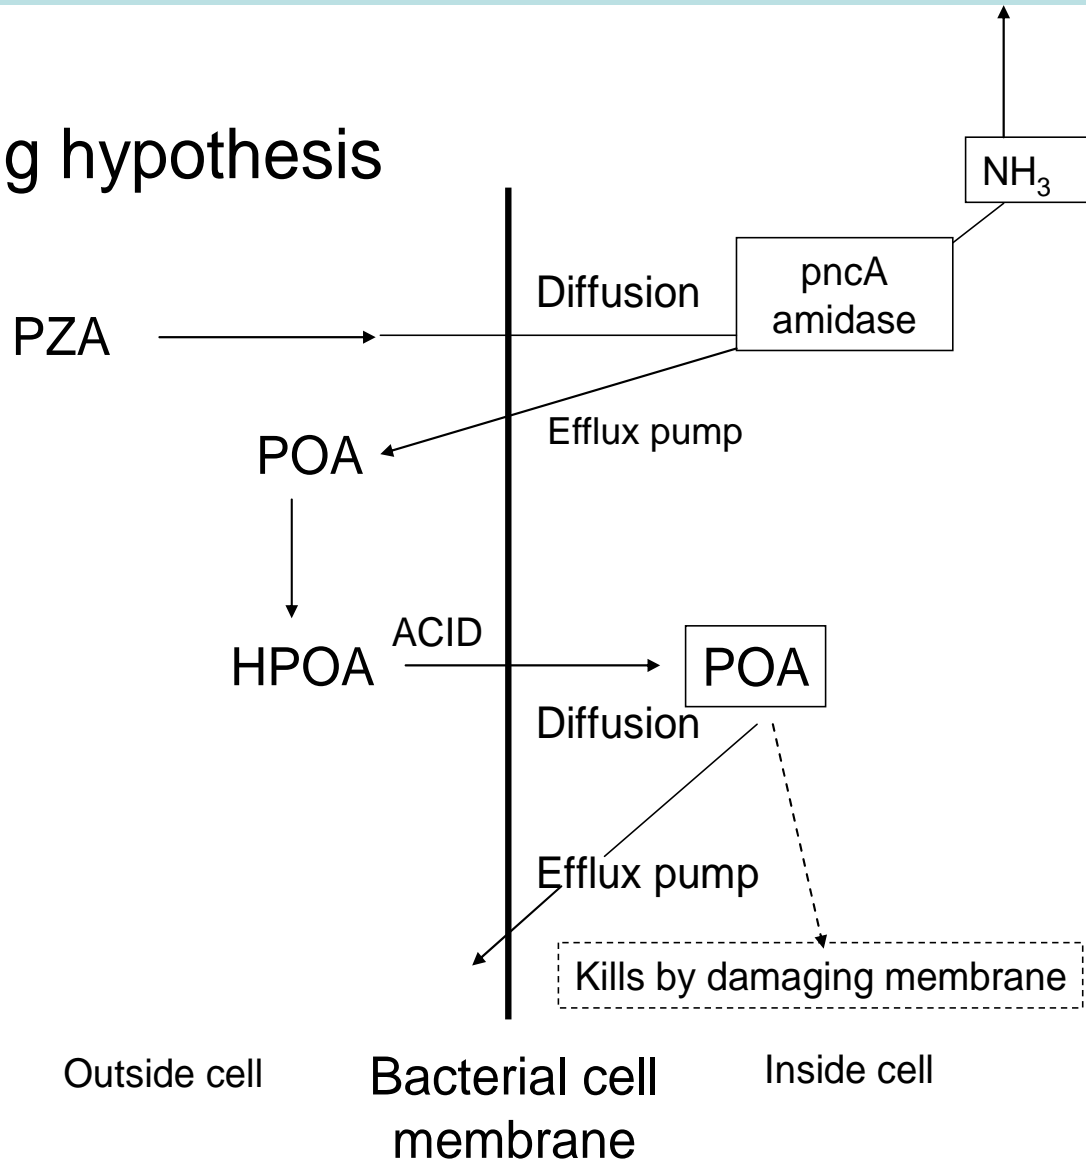 g hypothesis
NH₃
pncA
amidase
Diffusion
PZA
Efflux pump
POA
ACID
HPOA
POA
Diffusion
Efflux pump
Kills by damaging membrane
Outside cell
Bacterial cell
membrane
Inside cell